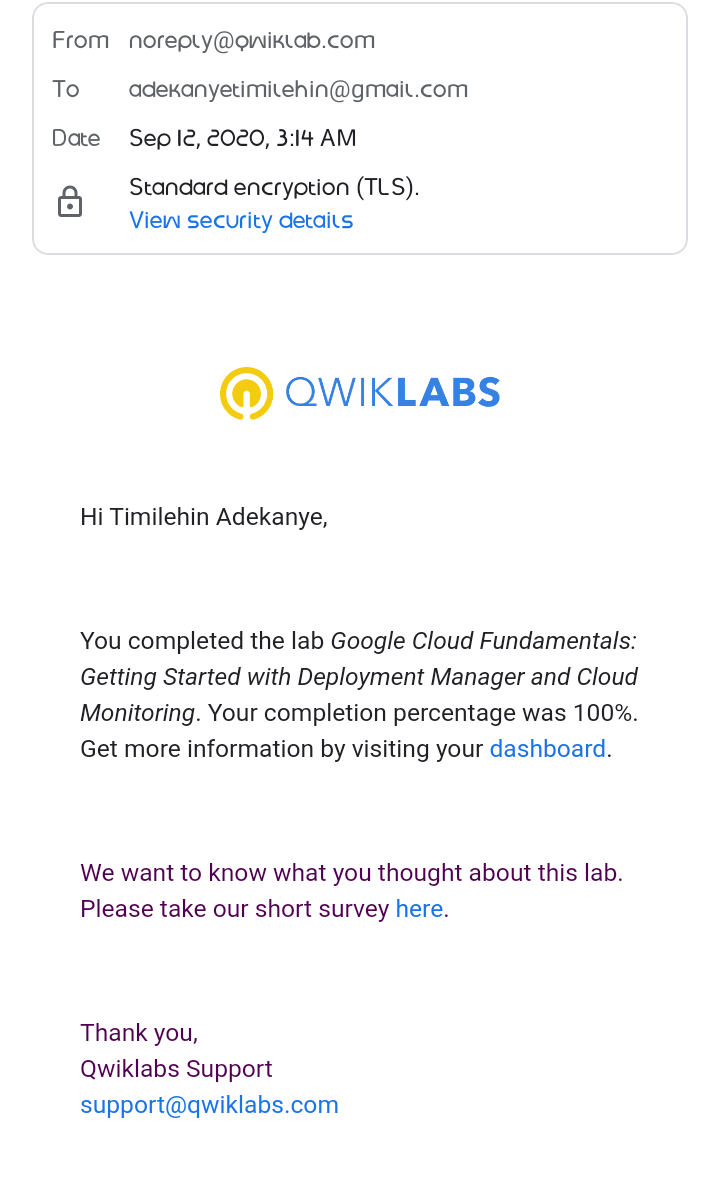 From noreply@qwiklab.com
To adekanyetimilehin@gmail.com
Date Sep 12, 2020, 3:14 AM
Standard encryption (TLS).
View security details
QWIKLABS
Hi Timilehin Adekanye,
You completed the lab Google Cloud Fundamentals:
Getting Started with Deployment Manager and Cloud
Monitoring. Your completion percentage was 100%.
Get more information by visiting your dashboard.
We want to know what you thought about this lab.
Please take our short survey here.
Thank you,
Qwiklabs Support
support@qwiklabs.com